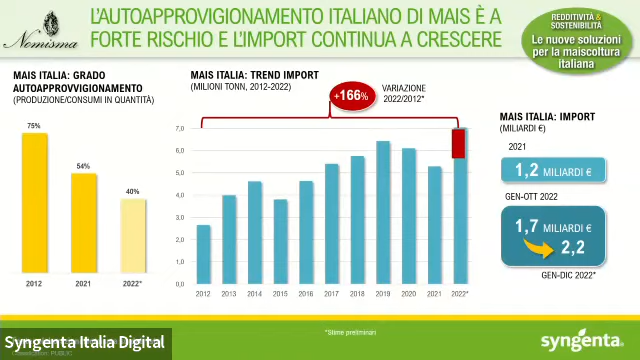 Nomisma
L'AUTOAPPROVIGIONAMENTO ITALIANO DI MAIS È A
FORTE RISCHIO E L'IMPORT CONTINUA A CRESCERE
REDDITIVITÀ &
SOSTENIBILITÀ
Le nuove soluzioni
per la maiscoltura
italiana
MAIS ITALIA: GRADO
AUTOAPPROVVIGIONAMENTO
(PRODUZIONE/CONSUMI IN QUANTITÀ)
75%
54%
40%
2012
2021
2022*
MAIS ITALIA: TREND IMPORT
(MILIONI TONN, 2012-2022)
+166%
VARIAZIONE
2022/2012*
7,0
6,0
5,0
4,0
3,0
2,0
1,0
0,0
2012
2013
2014
2015
2016
2017
2018
2019
2020
2021
2022*
MAIS ITALIA: IMPORT
(MILIARDI €)
2021
1,2 MILIARDI €
GEN-OTT 2022
1,7 MILIARDI €
2,2
GEN-DIC 2022*
*Stime preliminari
Syngenta Italia Digital
Classification: PUBLIC
syngenta